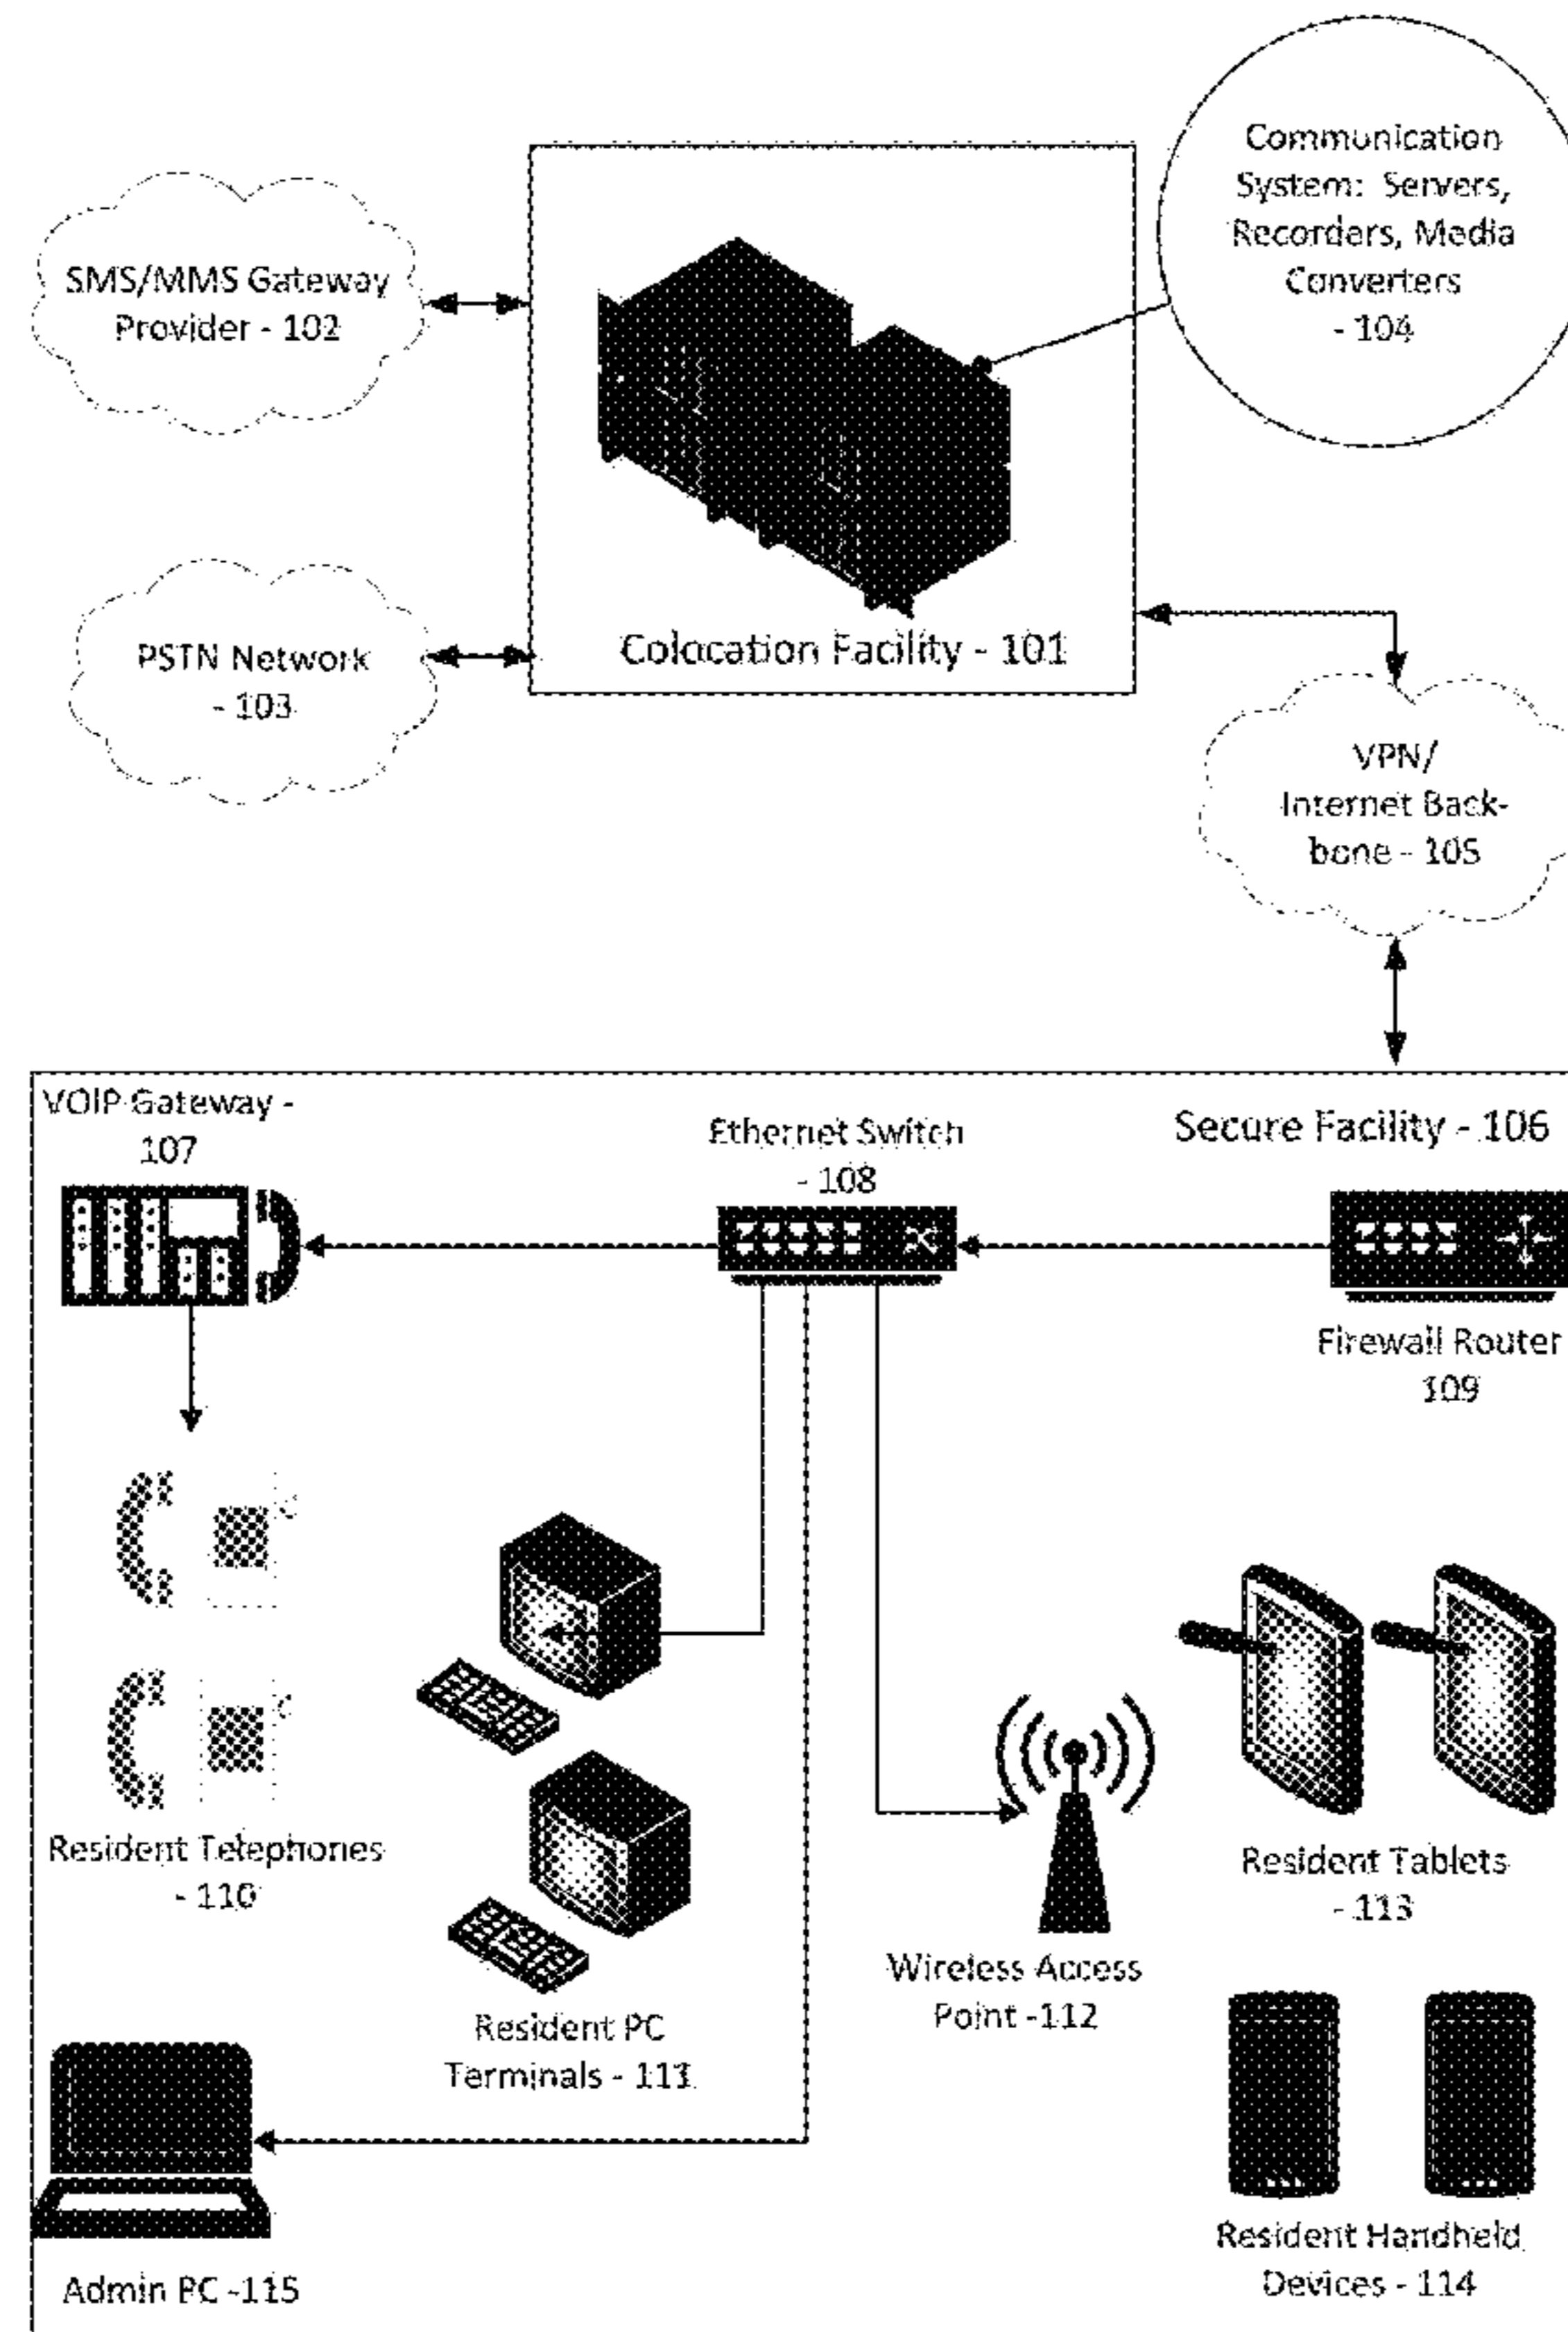 Communication
System: Servers,
Recorders, Media
Converters
- 104
SMS/MMS Gateway
Provider - 102
Colocation Facility - 101
PSTN Network
- 103
VPN/
Internet Back-
bone - 105
VOIP Gateway -
107
Ethernet Switch
- 108
Secure Facility - 106
Firewall Router
109
Resident Telephones
- 110
Resident PC
Terminals - 111
Wireless Access
Point -112
Resident Tablets
- 113
Resident Handheld
Devices - 114
Admin PC -115